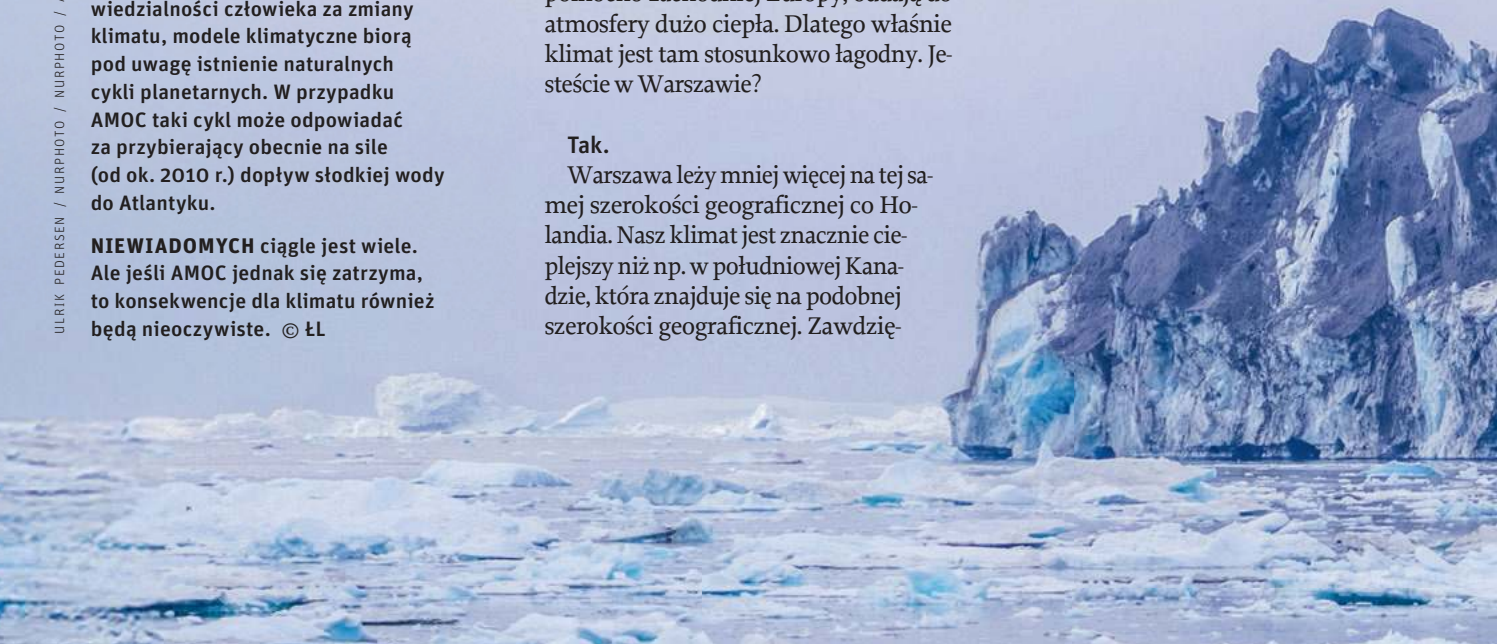 wiedzialności człowieka za zmiany
klimatu, modele klimatyczne biorą
pod uwagę istnienie naturalnych
cykli planetarnych. W przypadku
AMOC taki cykl może odpowiadać
za przybierający obecnie na sile
(od ok. 2010 r.) dopływ słodkiej wody
do Atlantyku.
NIEWIADOMYCH ciągle jest wiele.
Ale jeśli AMOC jednak się zatrzyma,
to konsekwencje dla klimatu również
będą nieoczywiste. © ŁL
atmosfery dużo ciepła. Dlatego właśnie
klimat jest tam stosunkowo łagodny. Je-
steście w Warszawie?
Tak.
Warszawa leży mniej więcej na tej sa-
mej szerokości geograficznej co Ho-
landia. Nasz klimat jest znacznie cie-
plejszy niż np. w południowej Kana-
dzie, która znajduje się na podobnej
szerokości geograficznej. Zawdzię-
ULRIK PEDERSEN / NURPHOTO / NURPHOTO /